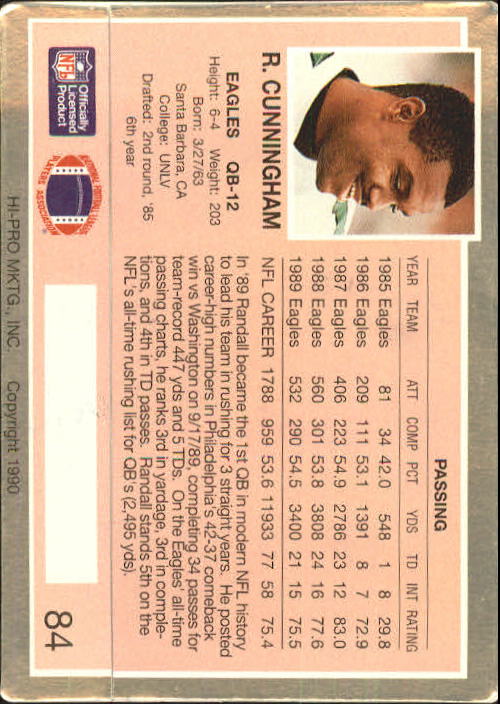 R. CUNNINGHAM
EAGLES QB-12
Height: 6-4 Weight: 203
Born: 3/27/63
Santa Barbara, CA
College: UNLV
Drafted: 2nd round, '85
6th year
NFL
Officially
Licensed
Product
NATIONAL FOOTBALL LEAGUE
PLAYERS ASSOCIATION
PASSING
YEAR TEAM ATT COMP PCT YDS TD INT RATING
1985 Eagles 81 34 42.0 548 1 8 29.8
1986 Eagles 209 111 53.1 1391 8 7 72.9
1987 Eagles 406 223 54.9 2786 23 12 83.0
1988 Eagles 560 301 53.8 3808 24 16 77.6
1989 Eagles 532 290 54.5 3400 21 15 75.5
NFL CAREER 1788 959 53.6 11933 77 58 75.4
In '89 Randall became the 1st QB in modern NFL history
to lead his team in rushing for 3 straight years. He posted
career-high numbers in Philadelphia's 42-37 comeback
win vs Washington on 9/17/89, completing 34 passes for
team-record 447 yds and 5 TDs. On the Eagles' all-time
passing charts, he ranks 3rd in yardage, 3rd in comple-
tions, and 4th in TD passes. Randall stands 5th on the
NFL's all-time rushing list for QB's (2,495 yds).
84
HI-PRO MKTG., INC. Copyright 1990